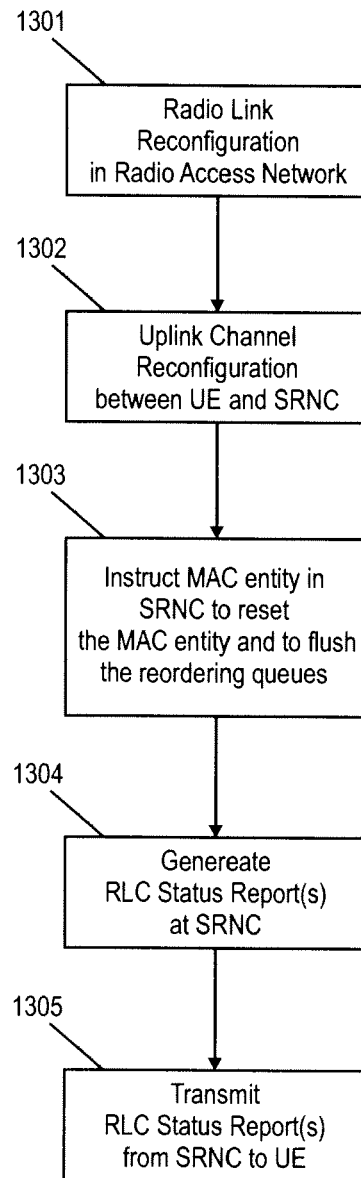 1301
Radio Link
Reconfiguration
in Radio Access Network
1302
Uplink Channel
Reconfiguration
between UE and SRNC
1303
Instruct MAC entity in
SRNC to reset
the MAC entity and to flush
the reordering queues
1304
Genereate
RLC Status Report(s)
at SRNC
1305
Transmit
RLC Status Report(s)
from SRNC to UE